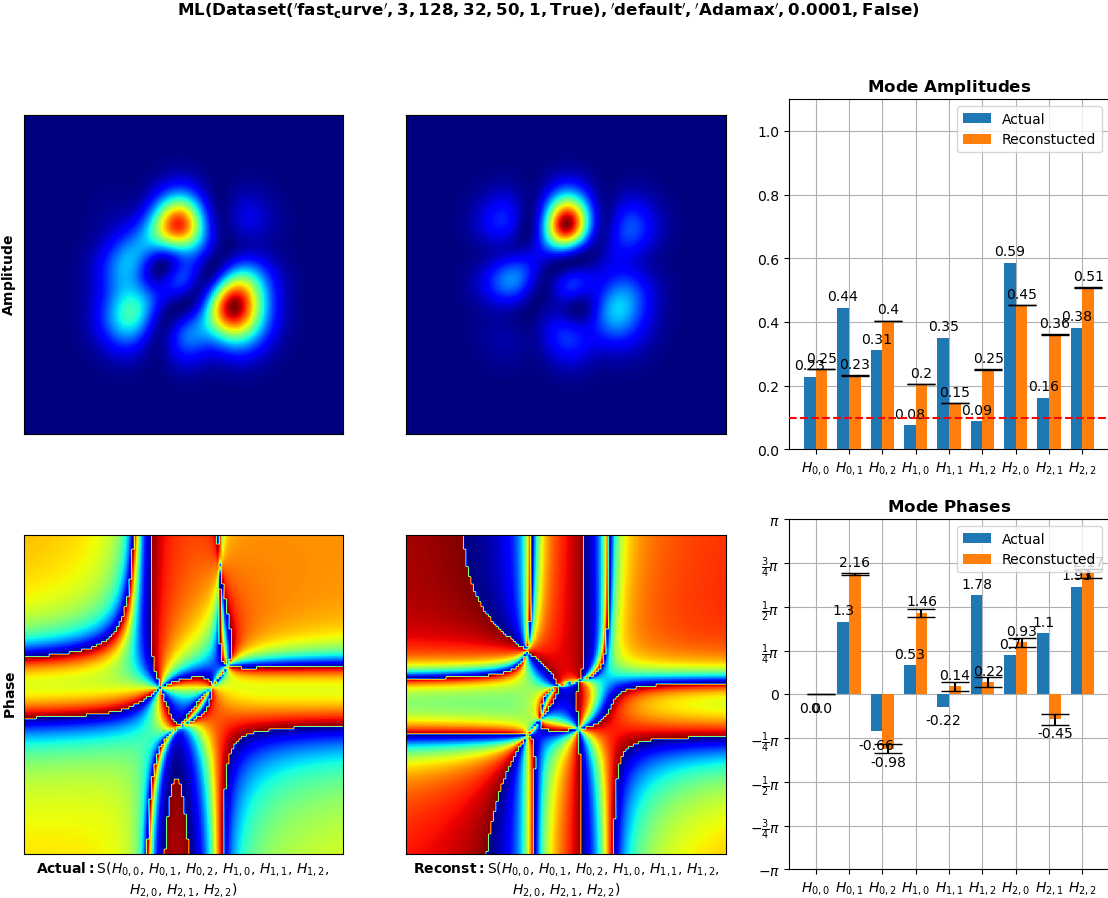 ML(Dataset('fast_curve', 3, 128, 32, 50, 1, True), 'default', 'Adamax', 0.0001, False)
Amplitude
Mode Amplitudes
Actual
Reconstucted
1.0
0.8
0.6
0.4
0.2
0.0
0.23
0.25
0.44
0.23
0.31
0.4
0.08
0.2
0.35
0.15
0.09
0.25
0.59
0.45
0.16
0.36
0.38
0.51
H0,0 H0,1 H0,2 H1,0 H1,1 H1,2 H2,0 H2,1 H2,2
Phase
Mode Phases
Actual
Reconstucted
π
3/4π
1/2π
1/4π
0
−1/4π
−1/2π
−3/4π
−π
0.0
0.0
1.3
2.16
-0.66
-0.98
0.53
1.46
-0.22
0.14
1.78
0.22
0.93
1.1
-0.45
1.93
H0,0 H0,1 H0,2 H1,0 H1,1 H1,2 H2,0 H2,1 H2,2
Actual: S(H0,0, H0,1, H0,2, H1,0, H1,1, H1,2,
H2,0, H2,1, H2,2)
Reconst: S(H0,0, H0,1, H0,2, H1,0, H1,1, H1,2,
H2,0, H2,1, H2,2)